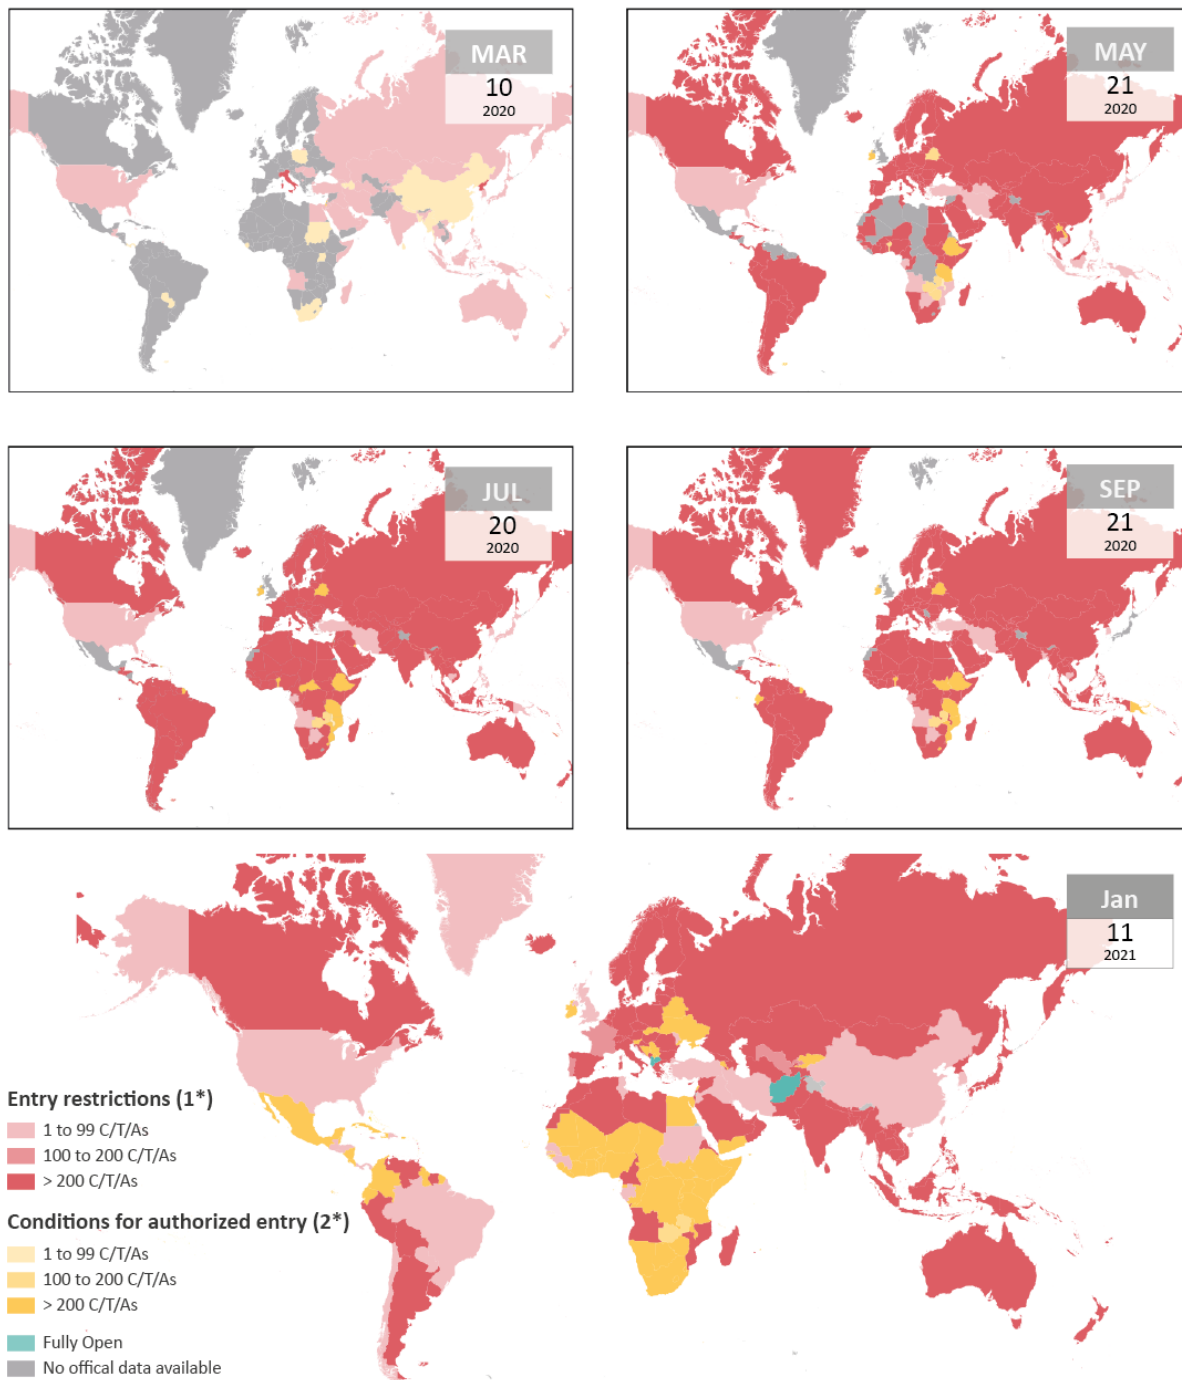 MAR
10
2020
MAY
21
2020
JUL
20
2020
SEP
21
2020
Jan
11
2021
Entry restrictions (1*)
1 to 99 C/T/As
100 to 200 C/T/As
> 200 C/T/As
Conditions for authorized entry (2*)
1 to 99 C/T/As
100 to 200 C/T/As
> 200 C/T/As
Fully Open
No offical data available